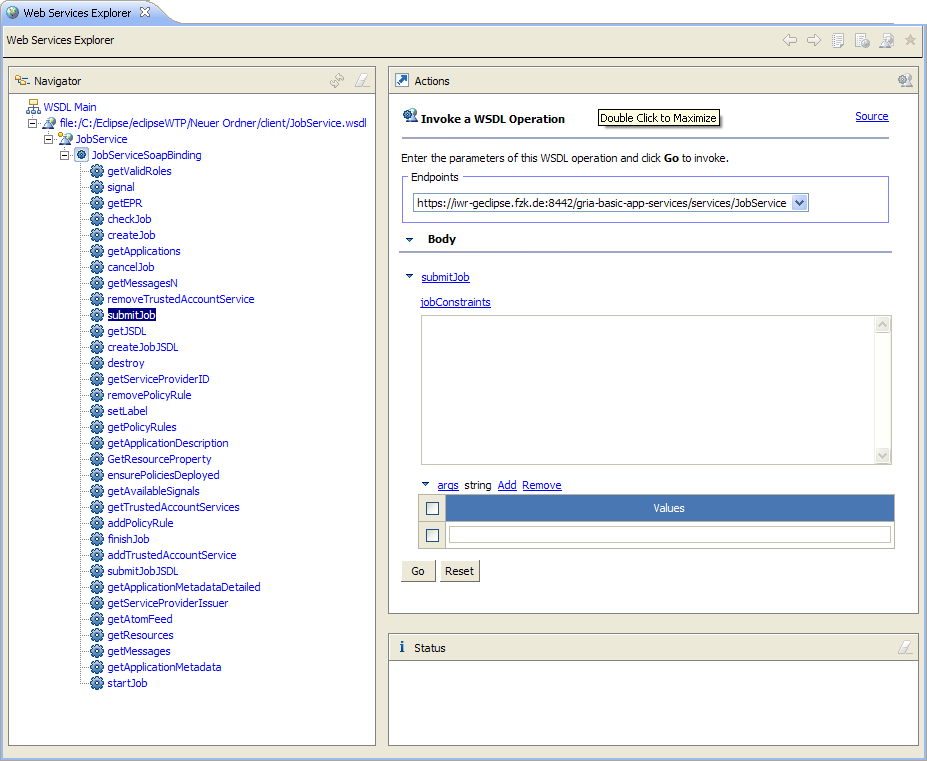 Web Services Explorer
Web Services Explorer
Navigator
WSDL Main
file:/C:/Eclipse/eclipseWTP/Neuer Ordner/client/JobService.wsdl
JobService
JobServiceSoapBinding
getValidRoles
signal
getEPR
checkJob
createJob
getApplications
cancelJob
getMessagesN
removeTrustedAccountService
submitJob
getJSDL
createJobJSDL
destroy
getServiceProviderID
removePolicyRule
setLabel
getPolicyRules
getApplicationDescription
GetResourceProperty
ensurePoliciesDeployed
getAvailableSignals
getTrustedAccountServices
addPolicyRule
finishJob
addTrustedAccountService
submitJobJSDL
getApplicationMetadataDetailed
getServiceProviderIssuer
getAtomFeed
getResources
getMessages
getApplicationMetadata
startJob
Actions
Invoke a WSDL Operation
Double Click to Maximize
Source
Enter the parameters of this WSDL operation and click Go to invoke.
Endpoints
https://iwr-geclipse.fzk.de:8442/gria-basic-app-services/services/JobService
Body
submitJob
jobConstraints
args string Add Remove
Values
Go Reset
Status